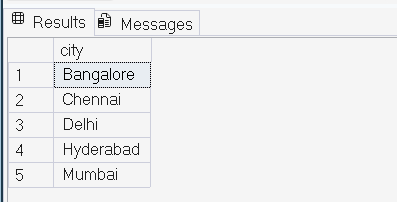 Results Messages
city
1 Bangalore
2 Chennai
3 Delhi
4 Hyderabad
5 Mumbai